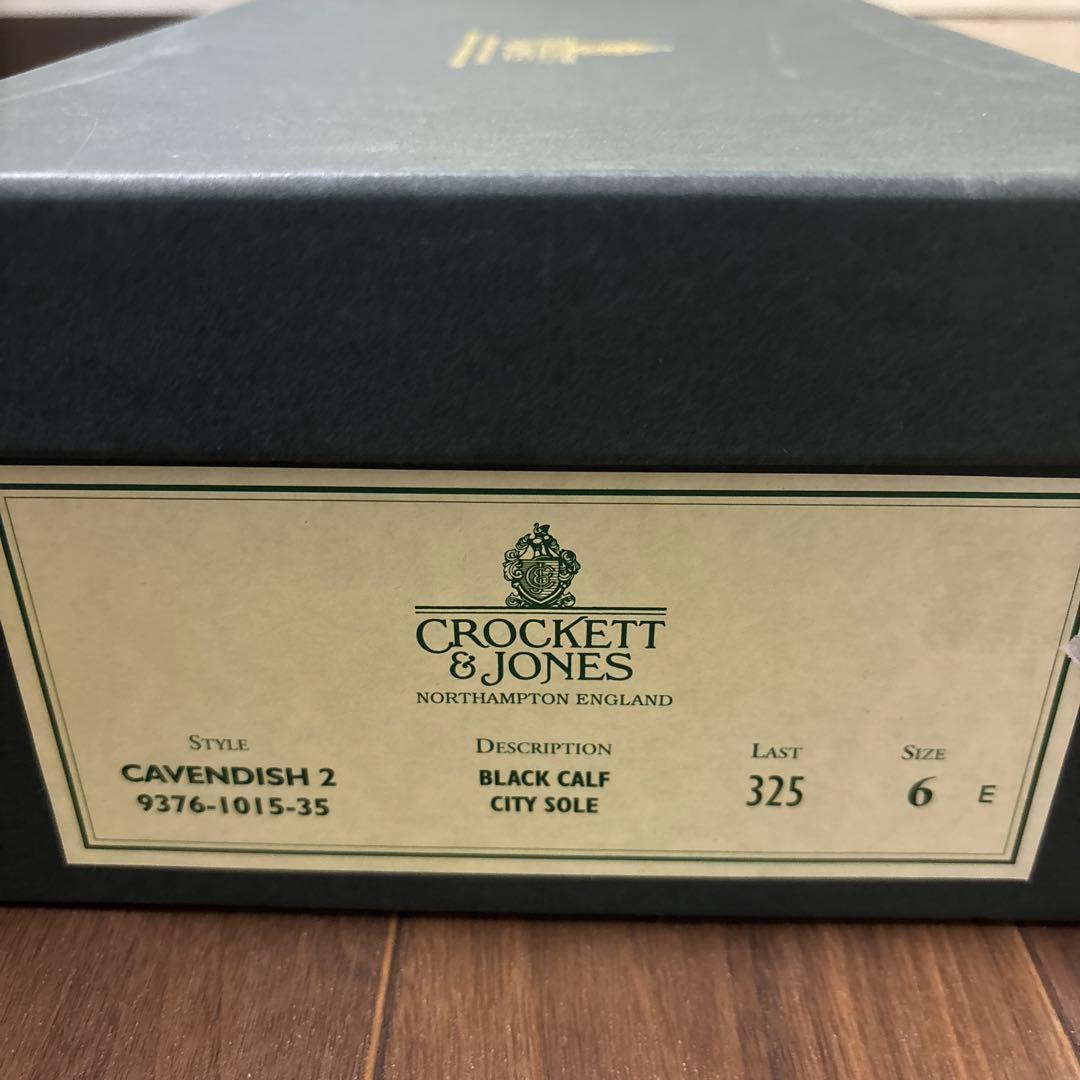 CROCKETT
& JONES
NORTHAMPTON ENGLAND
STYLE DESCRIPTION LAST SIZE
CAVENDISH 2 BLACK CALF 325 6 E
9376-1015-35 CITY SOLE